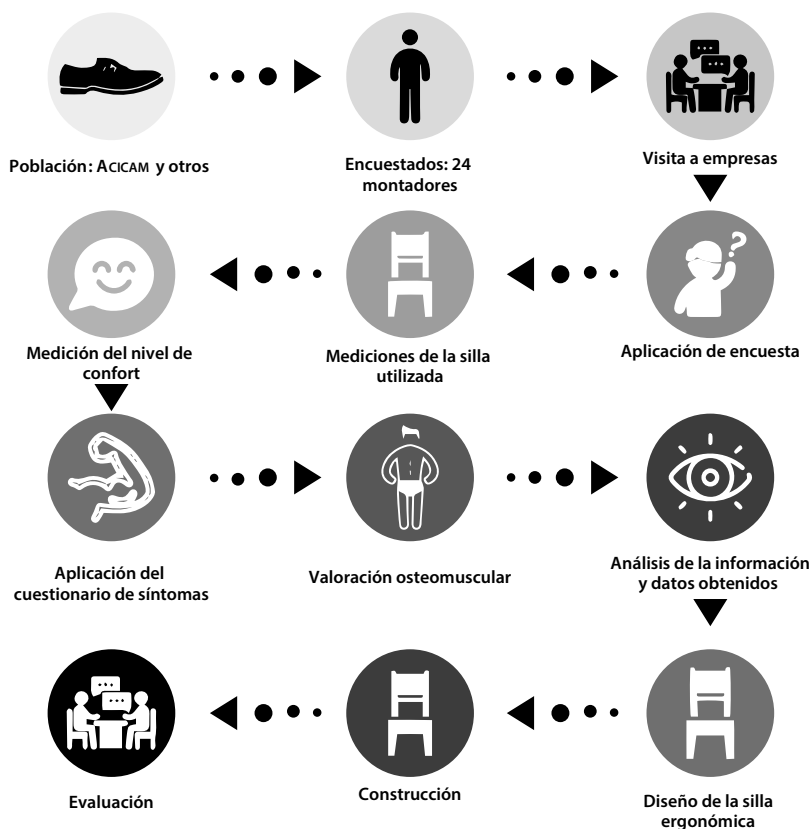 Población: ACICAM y otros
Encuestados: 24
montadores
Visita a empresas
Aplicación de encuesta
Mediciones de la silla
utilizada
Medición del nivel de
confort
Aplicación del
cuestionario de síntomas
Valoración osteomuscular
Análisis de la información
y datos obtenidos
Diseño de la silla
ergonómica
Construcción
Evaluación